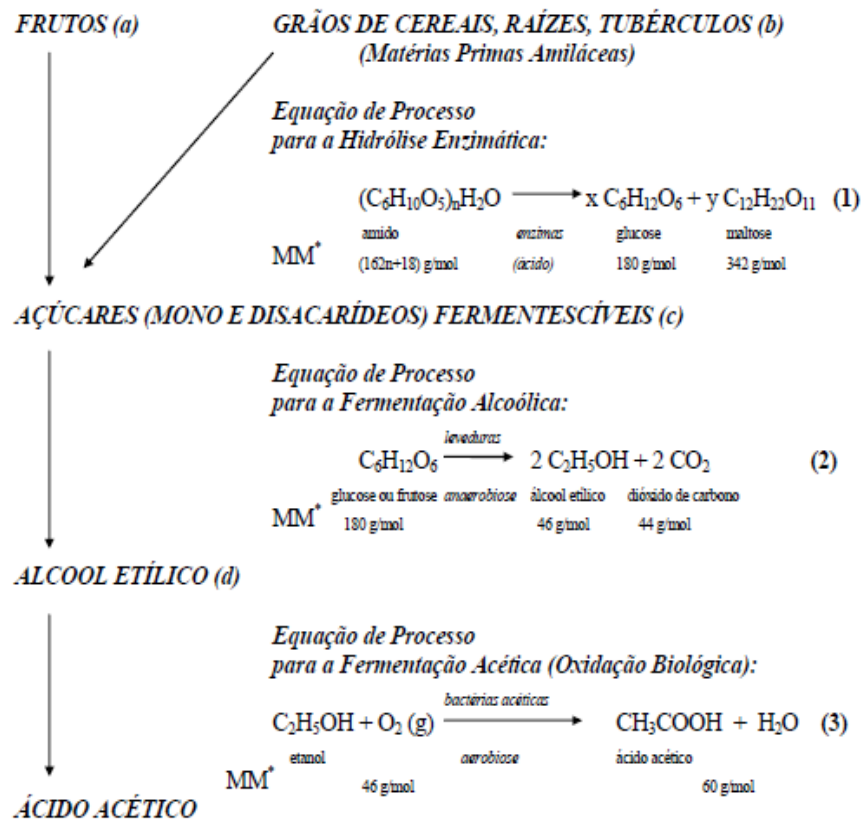 FRUTOS (a) GRÃOS DE CEREAIS, RAÍZES, TUBÉRCULOS (b)
(Matérias Primas Amiláceas)
Equação de Processo
para a Hidrólise Enzimática:
(C₆H₁₀O₅)ₙH₂O ⟶ x C₆H₁₂O₆ + y C₁₂H₂₂O₁₁ (1)
amido enzimas glucose maltose
MM* (162n+18) g/mol (ácido) 180 g/mol 342 g/mol
AÇÚCARES (MONO E DISACARÍDEOS) FERMENTESCÍVEIS (c)
Equação de Processo
para a Fermentação Alcoólica:
leveduras
C₆H₁₂O₆ ⟶ 2 C₂H₅OH + 2 CO₂ (2)
glucose ou frutose anaerobiose álcool etílico dióxido de carbono
MM* 180 g/mol 46 g/mol 44 g/mol
ALCOOL ETÍLICO (d)
Equação de Processo
para a Fermentação Acética (Oxidação Biológica):
bactérias acéticas
C₂H₅OH + O₂ (g) ⟶ CH₃COOH + H₂O (3)
etanol aerobiose ácido acético
MM* 46 g/mol 60 g/mol
ÁCIDO ACÉTICO